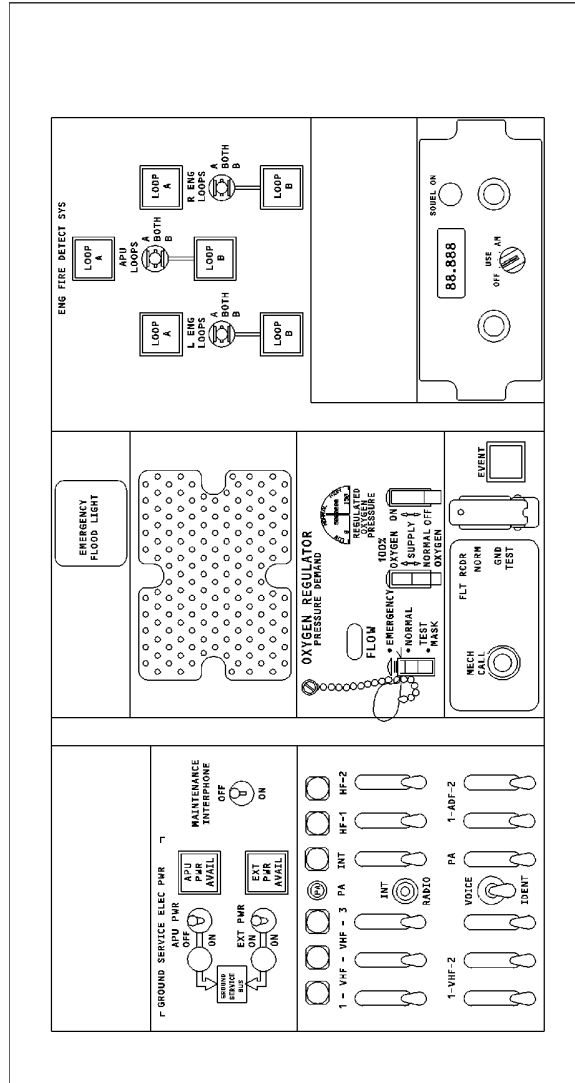 GROUND SERVICE ELEC PWR
APU PWR
OFF
ON
APU
PWR
AVAIL
EXT PWR
ON
ON
EXT
PWR
AVAIL
GROUND
SERVICE
BUS
MAINTENANCE
INTERPHONE
OFF
ON
1 - VHF - VHF - 3
PA
PA
INT
HF-1
HF-2
INT
RADIO
1-VHF-2
VOICE
IDENT
PA
1-ADF-2
EMERGENCY
FLOOD LIGHT
OXYGEN REGULATOR
PRESSURE DEMAND
FLOW
REGULATED
OXYGEN
PRESSURE
• EMERGENCY
• NORMAL
• TEST
MASK
100%
OXYGEN
ON
SUPPLY
NORMAL
OXYGEN
OFF
MECH
CALL
FLT RCDR
NORM
GND
TEST
EVENT
ENG FIRE DETECT SYS
LOOP
A
L ENG
LOOPS
A
BOTH
B
LOOP
B
LOOP
A
APU
LOOPS
A
BOTH
B
LOOP
B
LOOP
A
R ENG
LOOPS
A
BOTH
B
LOOP
B
88.888
SQUEL ON
OFF
USE
AM